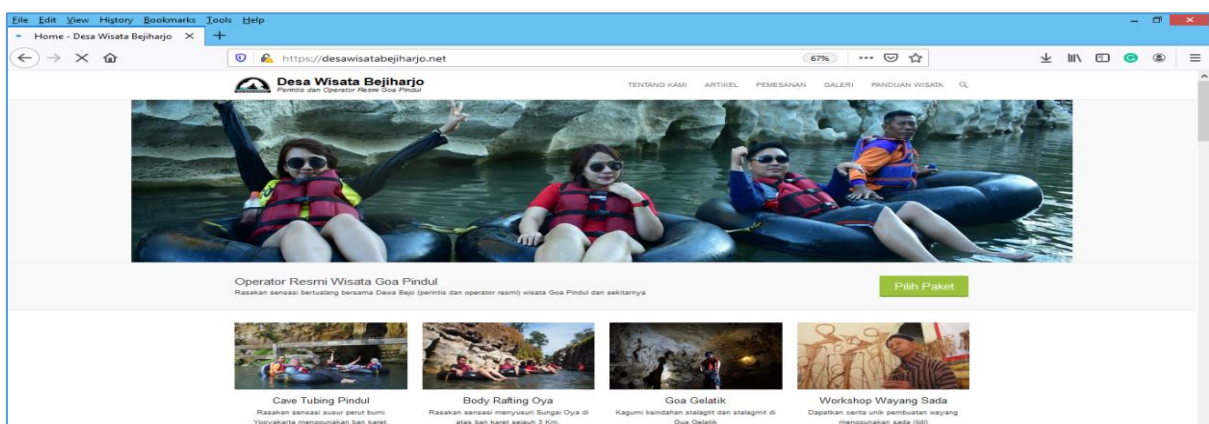 File Edit View History Bookmarks Tools Help
Home - Desa Wisata Bejiharjo
https://desawisatabejiharjo.net
67%
Desa Wisata Bejiharjo
Perintis dan Operator Resmi Goa Pindul
TENTANG KAMI ARTIKEL PEMESANAN GALERI PANDUAN WISATA
Operator Resmi Wisata Goa Pindul
Rasakan sensasi bertualang bersama Dewa Bejo (perintis dan operator resmi) wisata Goa Pindul dan sekitarnya
Pilih Paket
Cave Tubing Pindul
Rasakan sensasi susur perut bumi
Yogyakarta menggunakan ban karet.
Body Rafting Oya
Rasakan sensasi menyusuri Sungai Oya di
atas ban karet sejauh 3 Km.
Goa Gelatik
Kagumi keindahan stalagtit dan stalagmit di
Gua Gelatik
Workshop Wayang Sada
Dapatkan cerita unik pembuatan wayang
menggunakan sada (lidi)